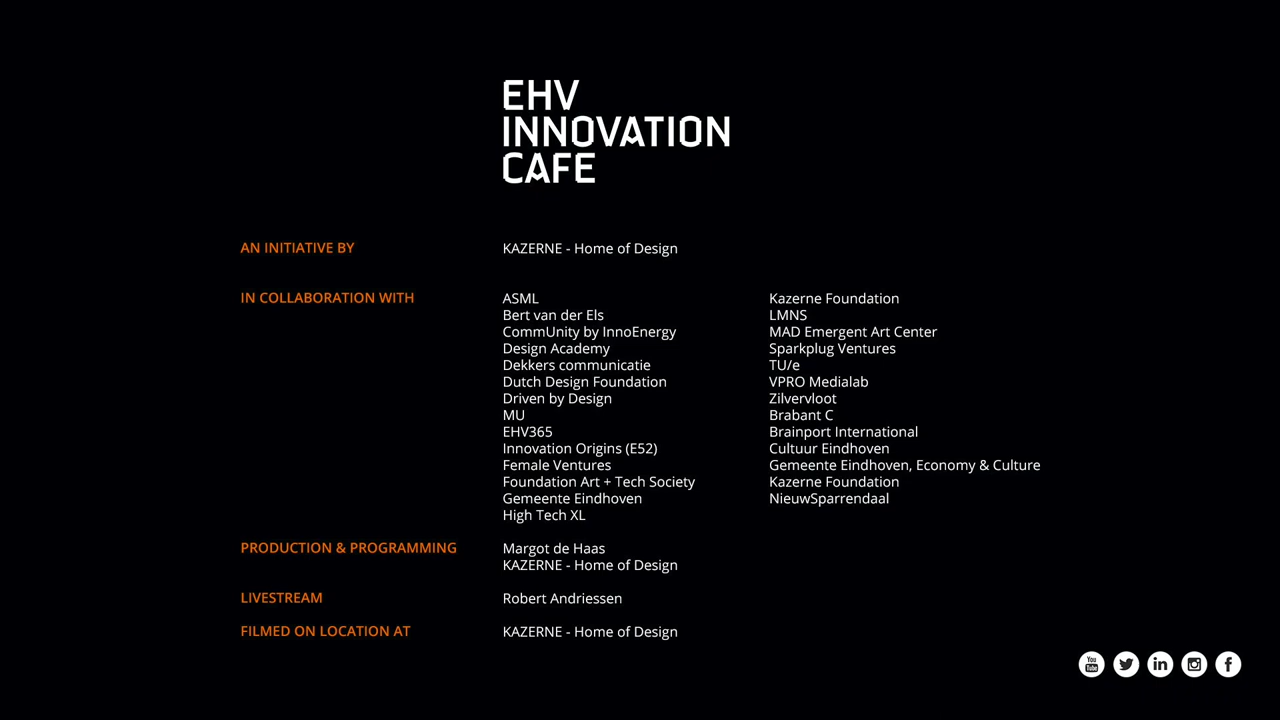 EHV
INNOVATION
CAFE
AN INITIATIVE BY
KAZERNE - Home of Design
IN COLLABORATION WITH
ASML
Bert van der Els
CommUnity by InnoEnergy
Design Academy
Dekkers communicatie
Dutch Design Foundation
Driven by Design
MU
EHV365
Innovation Origins (E52)
Female Ventures
Foundation Art + Tech Society
Gemeente Eindhoven
High Tech XL
Kazerne Foundation
LMNS
MAD Emergent Art Center
Sparkplug Ventures
TU/e
VPRO Medialab
Zilvervloot
Brabant C
Brainport International
Cultuur Eindhoven
Gemeente Eindhoven, Economy & Culture
Kazerne Foundation
NieuwSparrendaal
PRODUCTION & PROGRAMMING
Margot de Haas
KAZERNE - Home of Design
LIVESTREAM
Robert Andriessen
FILMED ON LOCATION AT
KAZERNE - Home of Design
You
Tube